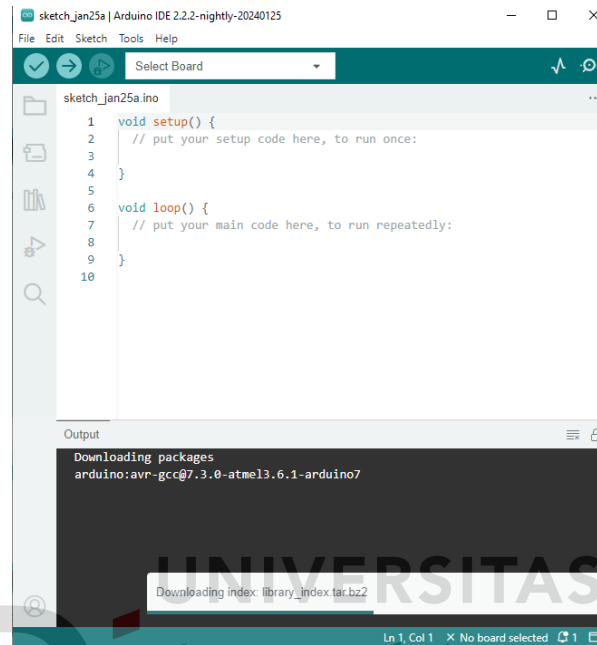 sketch_jan25a | Arduino IDE 2.2.2-nightly-20240125
File Edit Sketch Tools Help
Select Board
sketch_jan25a.ino
1 void setup() {
2 // put your setup code here, to run once:
3
4 }
5
6 void loop() {
7 // put your main code here, to run repeatedly:
8
9 }
10
Output
Downloading packages
arduino:avr-gcc@7.3.0-atmel3.6.1-arduino7
UNIVERSITAS
Downloading index: library_index.tar.bz2
Ln 1, Col 1 × No board selected 1